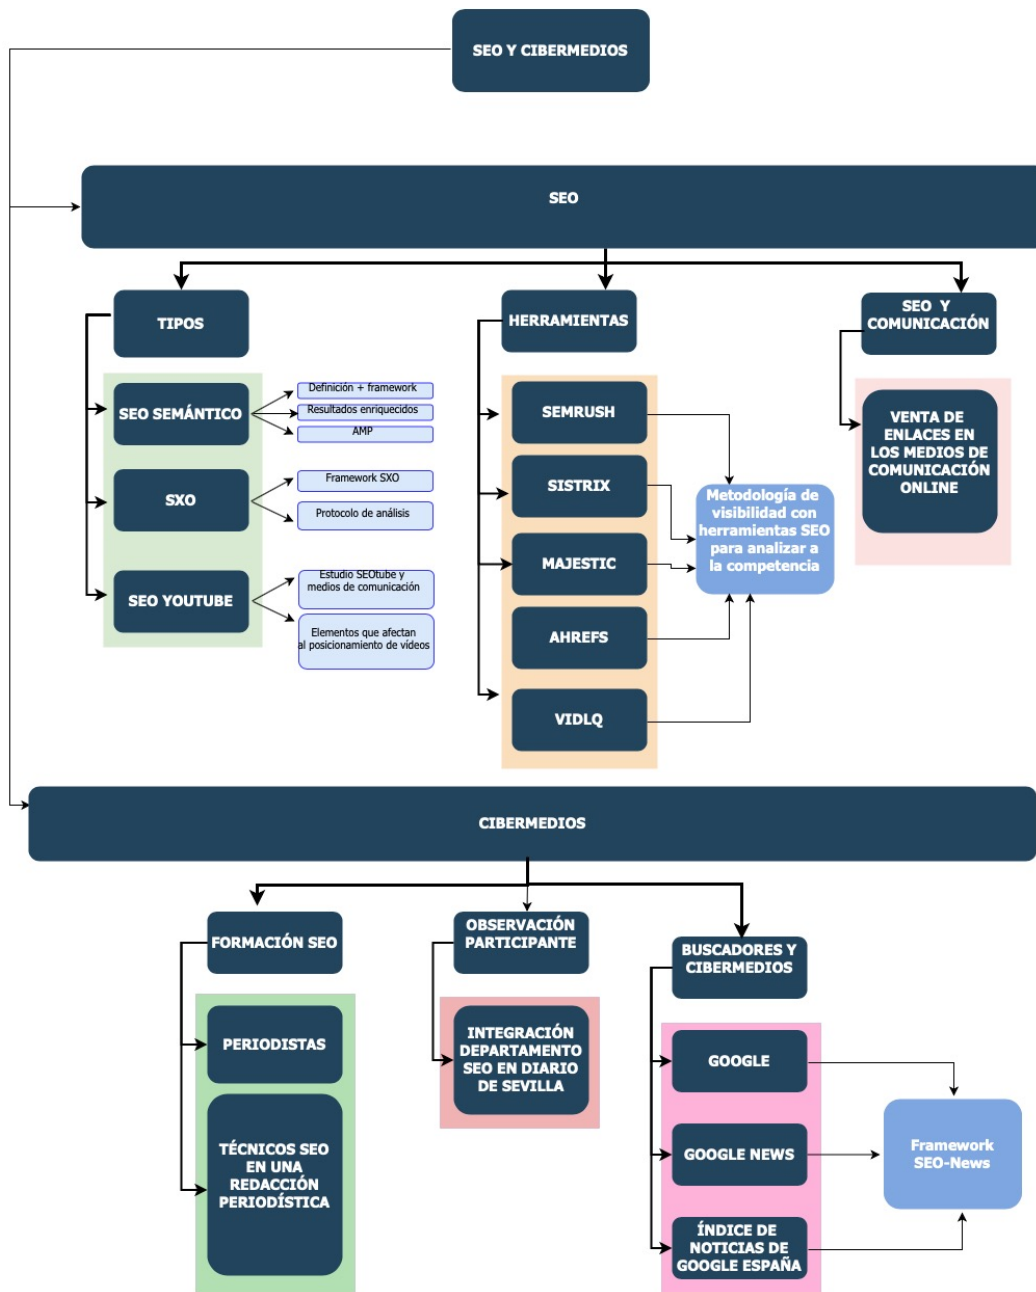 SEO Y CIBERMEDIOS
SEO
TIPOS
SEO SEMÁNTICO
Definición + framework
Resultados enriquecidos
AMP
SXO
Framework SXO
Protocolo de análisis
SEO YOUTUBE
Estudio SEOtube y
medios de comunicación
Elementos que afectan
al posicionamiento de vídeos
HERRAMIENTAS
SEMRUSH
SISTRIX
MAJESTIC
AHREFS
VIDLQ
Metodología de
visibilidad con
herramientas SEO
para analizar a
la competencia
SEO Y
COMUNICACIÓN
VENTA DE
ENLACES EN
LOS MEDIOS DE
COMUNICACIÓN
ONLINE
CIBERMEDIOS
FORMACIÓN SEO
PERIODISTAS
TÉCNICOS SEO
EN UNA
REDACCIÓN
PERIODÍSTICA
OBSERVACIÓN
PARTICIPANTE
INTEGRACIÓN
DEPARTAMENTO
SEO EN DIARIO
DE SEVILLA
BUSCADORES Y
CIBERMEDIOS
GOOGLE
GOOGLE NEWS
ÍNDICE DE
NOTICIAS DE
GOOGLE ESPAÑA
Framework
SEO-News